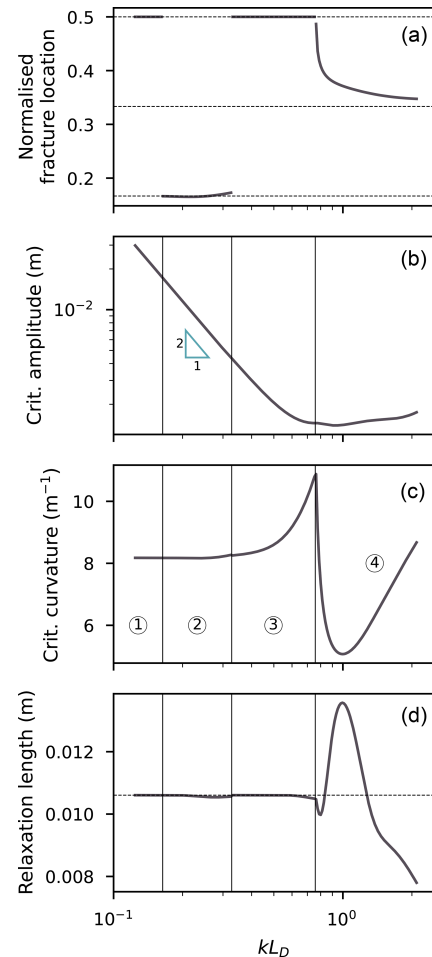 (a)
0.5
0.4
0.3
0.2
Normalised
fracture location
(b)
10⁻²
Crit. amplitude (m)
2
1
(c)
10
8
6
Crit. curvature (m⁻¹)
① ② ③ ④
(d)
0.012
0.010
0.008
Relaxation length (m)
10⁻¹ 10⁰
kL_D